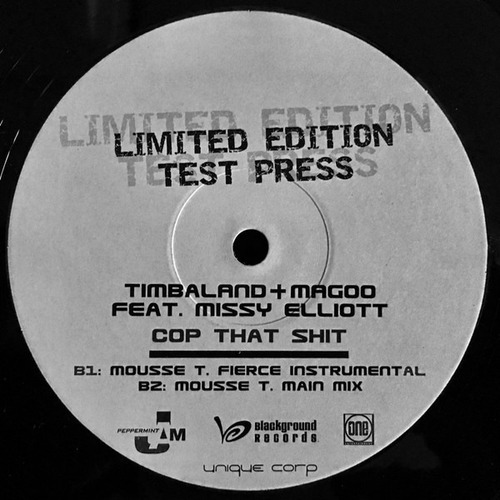 LIMITED EDITION
TEST PRESS
LIMITED EDITION
TEST PRESS
TIMBALAND+MAGOO
FEAT. MISSY ELLIOTT
COP THAT SHIT
B1: MOUSSE T. FIERCE INSTRUMENTAL
B2: MOUSSE T. MAIN MIX
PEPPERMINT JAM
Blackground
RECORDS
ONE
UNIQUE CORP